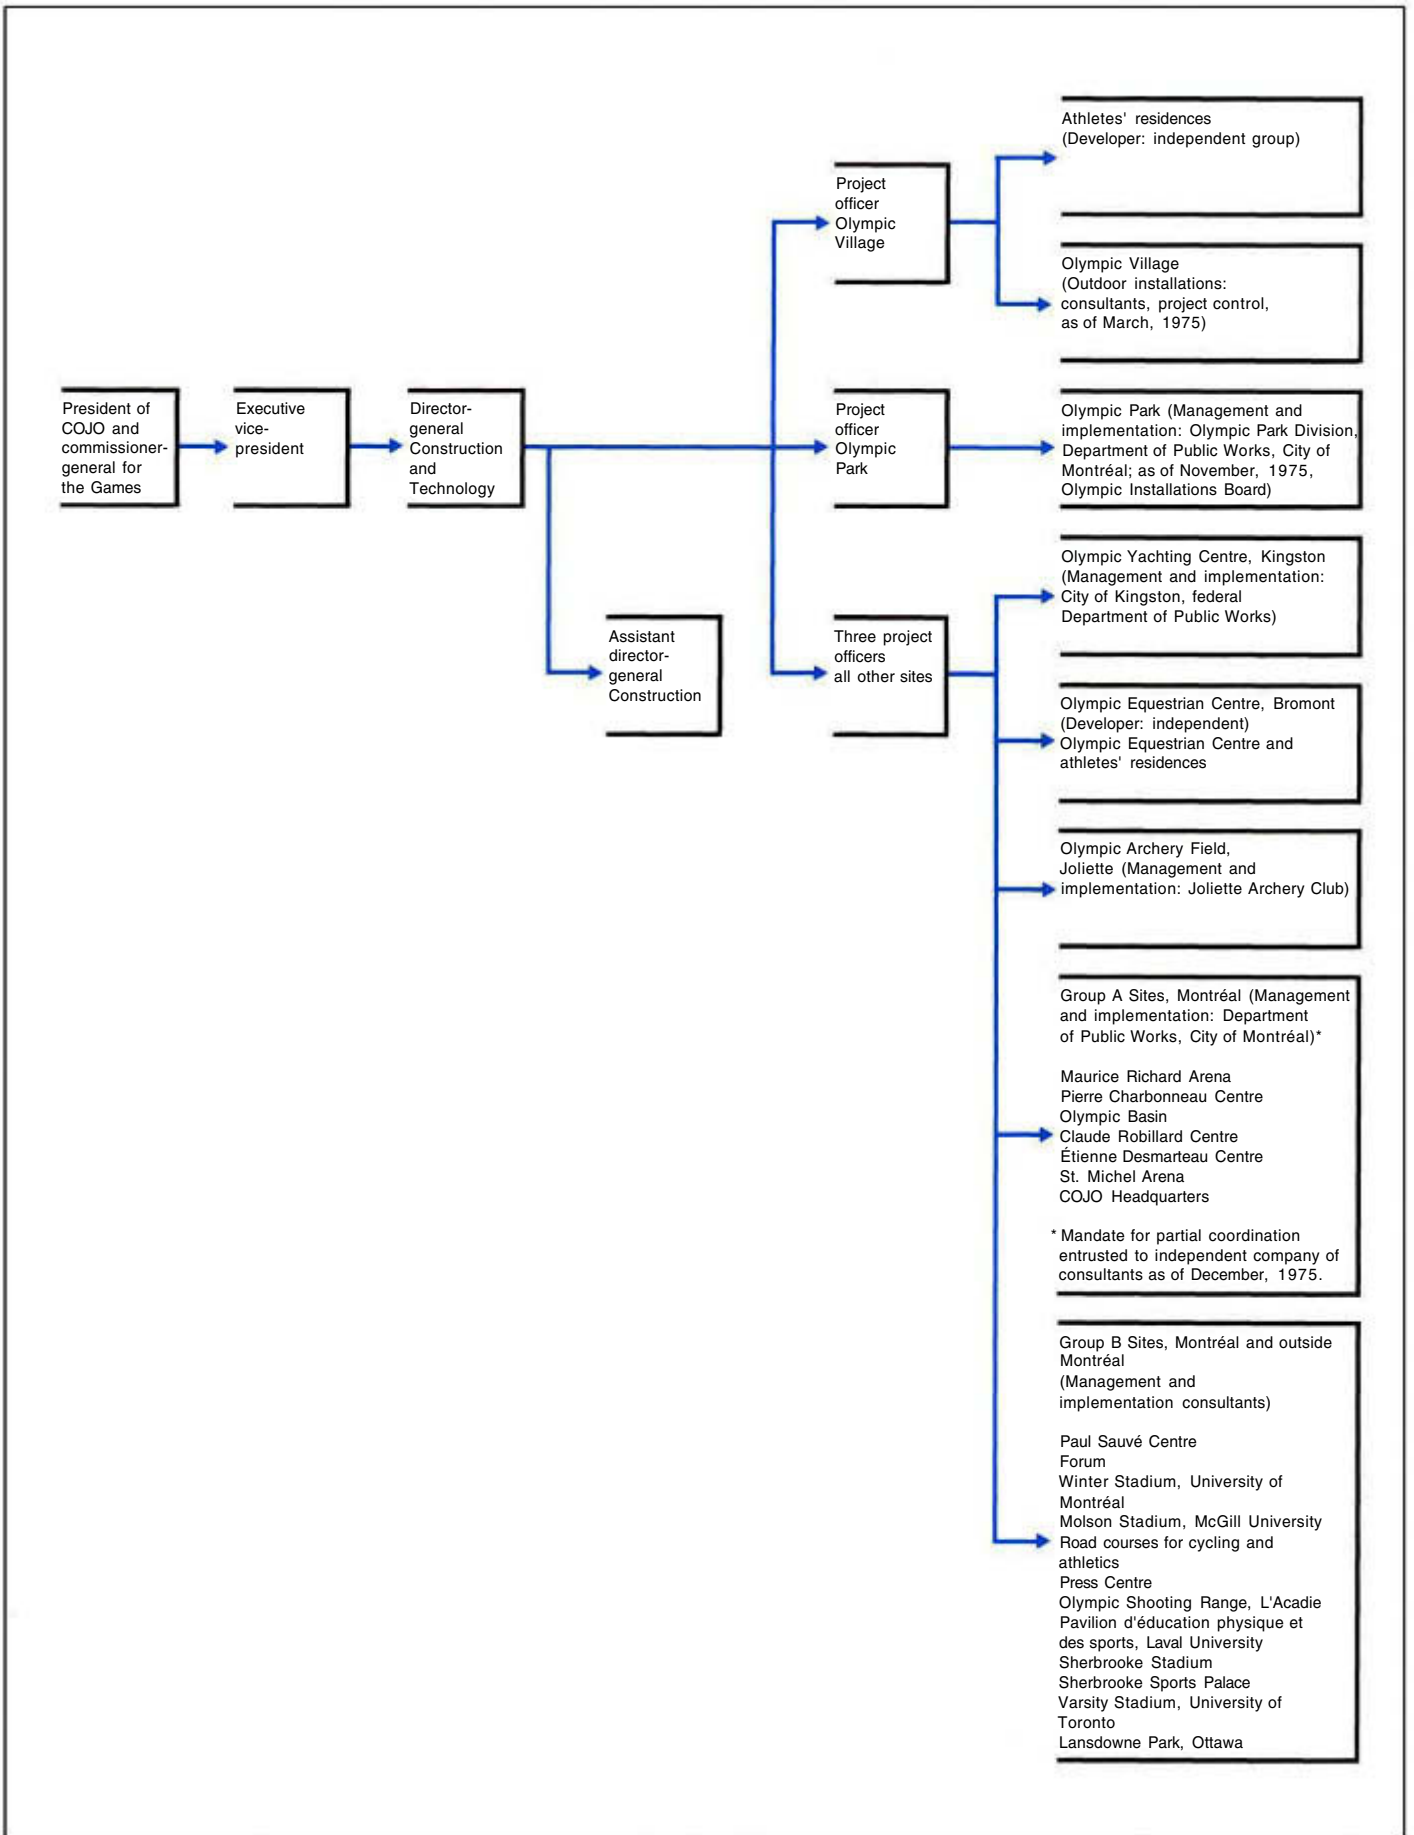 President of
COJO and
commissioner-
general for
the Games
Executive
vice-
president
Director-
general
Construction
and
Technology
Assistant
director-
general
Construction
Project
officer
Olympic
Village
Project
officer
Olympic
Park
Three project
officers
all other sites
Athletes' residences
(Developer: independent group)
Olympic Village
(Outdoor installations:
consultants, project control,
as of March, 1975)
Olympic Park (Management and
implementation: Olympic Park Division,
Department of Public Works, City of
Montréal; as of November, 1975,
Olympic Installations Board)
Olympic Yachting Centre, Kingston
(Management and implementation:
City of Kingston, federal
Department of Public Works)
Olympic Equestrian Centre, Bromont
(Developer: independent)
Olympic Equestrian Centre and
athletes' residences
Olympic Archery Field,
Joliette (Management and
implementation: Joliette Archery Club)
Group A Sites, Montréal (Management
and implementation: Department
of Public Works, City of Montréal)*
Maurice Richard Arena
Pierre Charbonneau Centre
Olympic Basin
Claude Robillard Centre
Étienne Desmarteau Centre
St. Michel Arena
COJO Headquarters
* Mandate for partial coordination
entrusted to independent company of
consultants as of December, 1975.
Group B Sites, Montréal and outside
Montréal
(Management and
implementation consultants)
Paul Sauvé Centre
Forum
Winter Stadium, University of
Montréal
Molson Stadium, McGill University
Road courses for cycling and
athletics
Press Centre
Olympic Shooting Range, L'Acadie
Pavilion d'éducation physique et
des sports, Laval University
Sherbrooke Stadium
Sherbrooke Sports Palace
Varsity Stadium, University of
Toronto
Lansdowne Park, Ottawa